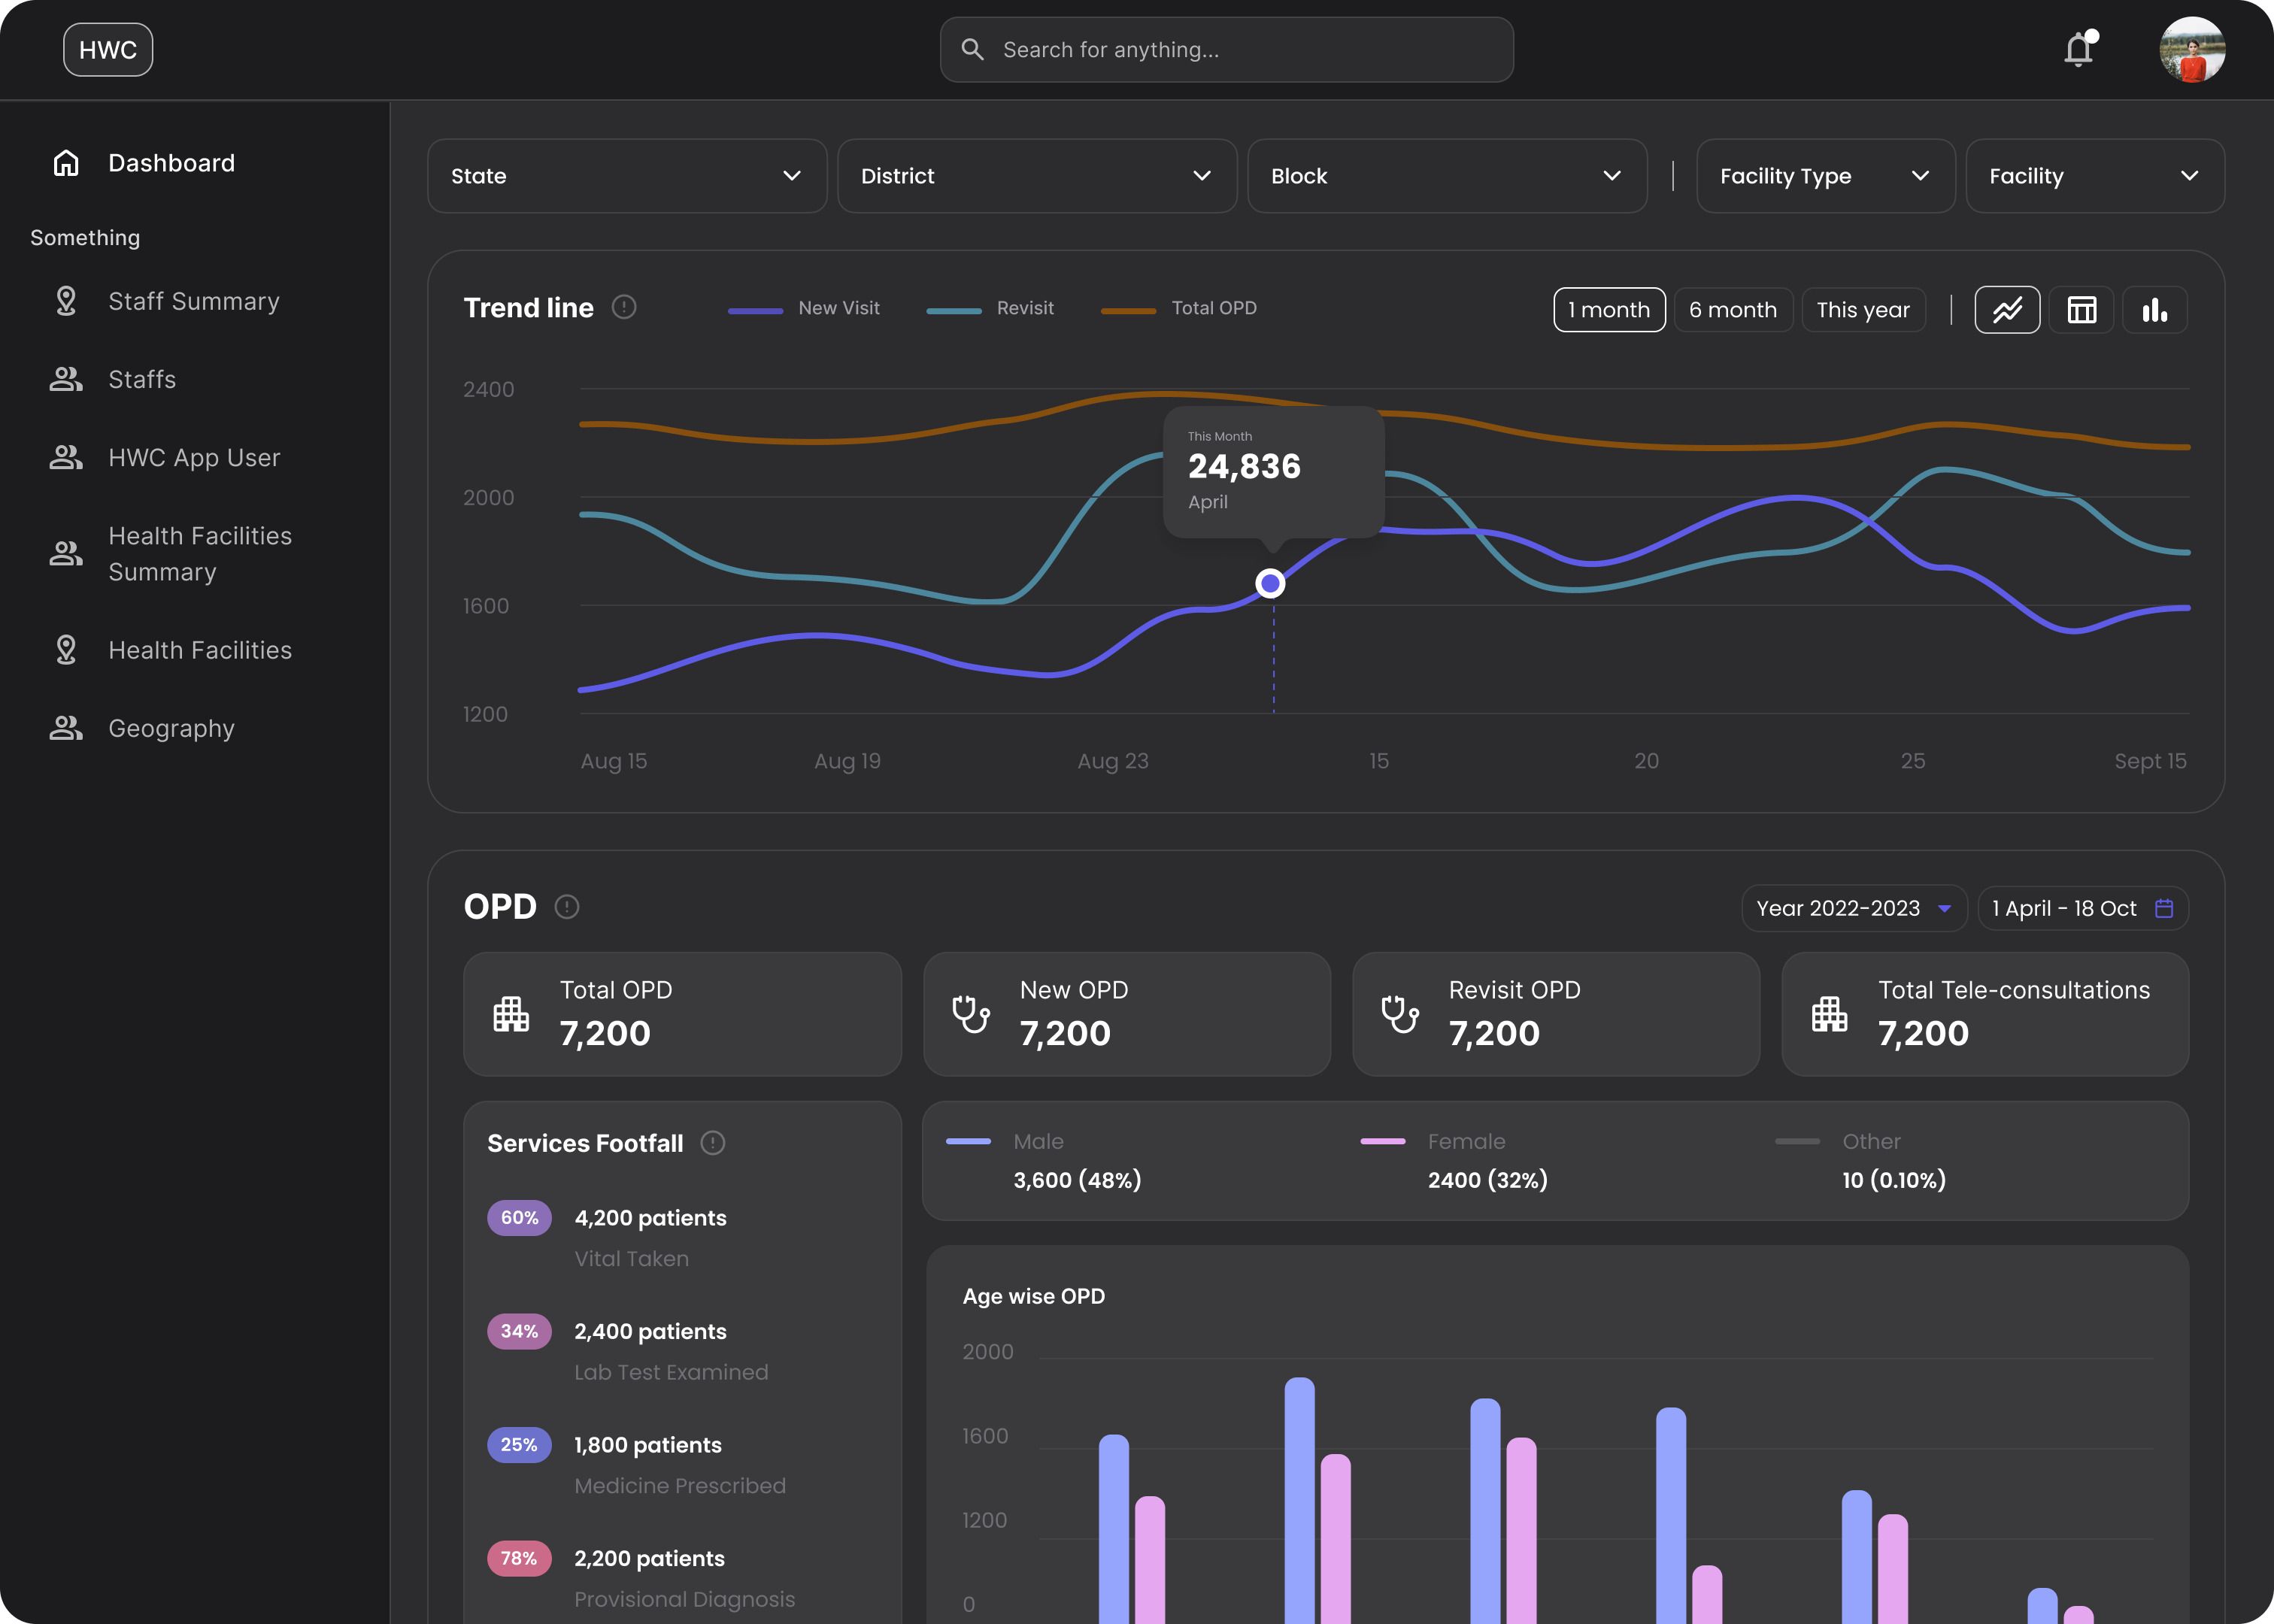 HWC
Search for anything...
Dashboard
Something
Staff Summary
Staffs
HWC App User
Health Facilities
Summary
Health Facilities
Geography
State
District
Block
Facility Type
Facility
Trend line
New Visit
Revisit
Total OPD
1 month
6 month
This year
2400
2000
1600
1200
This Month
24,836
April
Aug 15
Aug 19
Aug 23
15
20
25
Sept 15
OPD
Year 2022-2023
1 April - 18 Oct
Total OPD
7,200
New OPD
7,200
Revisit OPD
7,200
Total Tele-consultations
7,200
Services Footfall
60%
4,200 patients
Vital Taken
34%
2,400 patients
Lab Test Examined
25%
1,800 patients
Medicine Prescribed
78%
2,200 patients
Provisional Diagnosis
Male
3,600 (48%)
Female
2400 (32%)
Other
10 (0.10%)
Age wise OPD
2000
1600
1200
0